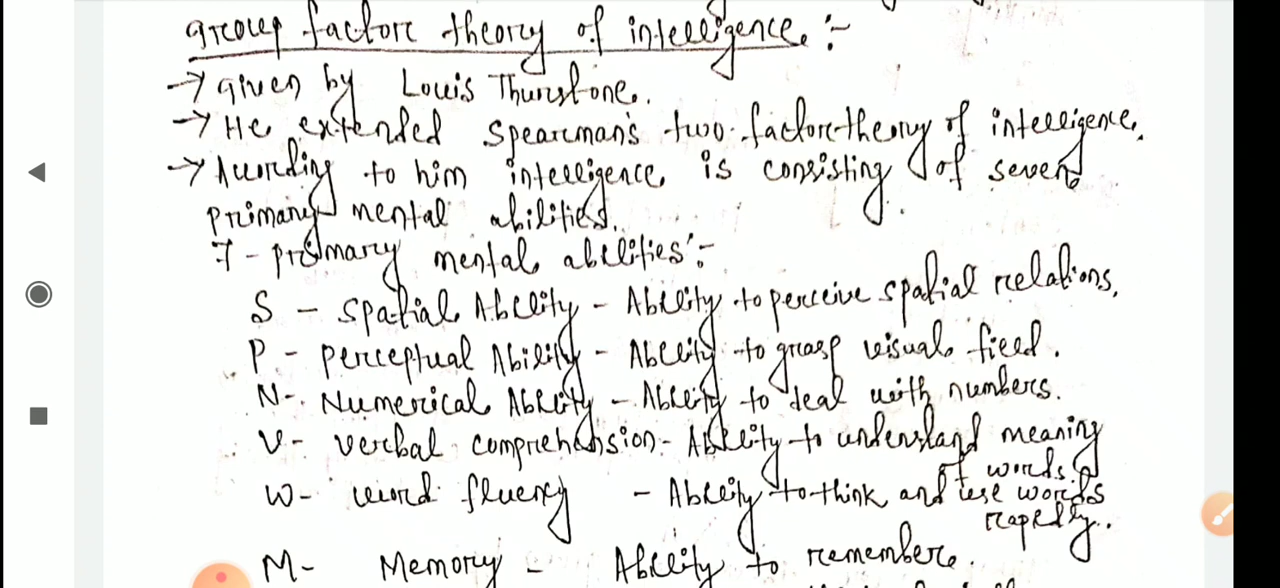 Group factor theory of intelligence :-
→ given by Louis Thurstone.
→ He extended Spearman's two-factor theory of intelligence.
→ According to him intelligence is consisting of seven
primary mental abilities.
7 - primary mental abilities :-
S - Spatial Ability - Ability to perceive spatial relations.
P - Perceptual Ability - Ability to grasp visual field.
N - Numerical Ability - Ability to deal with numbers.
V - Verbal comprehension - Ability to understand meaning
of words.
W - word fluency - Ability to think and use words
rapelly.
M - Memory - Ability to remember.